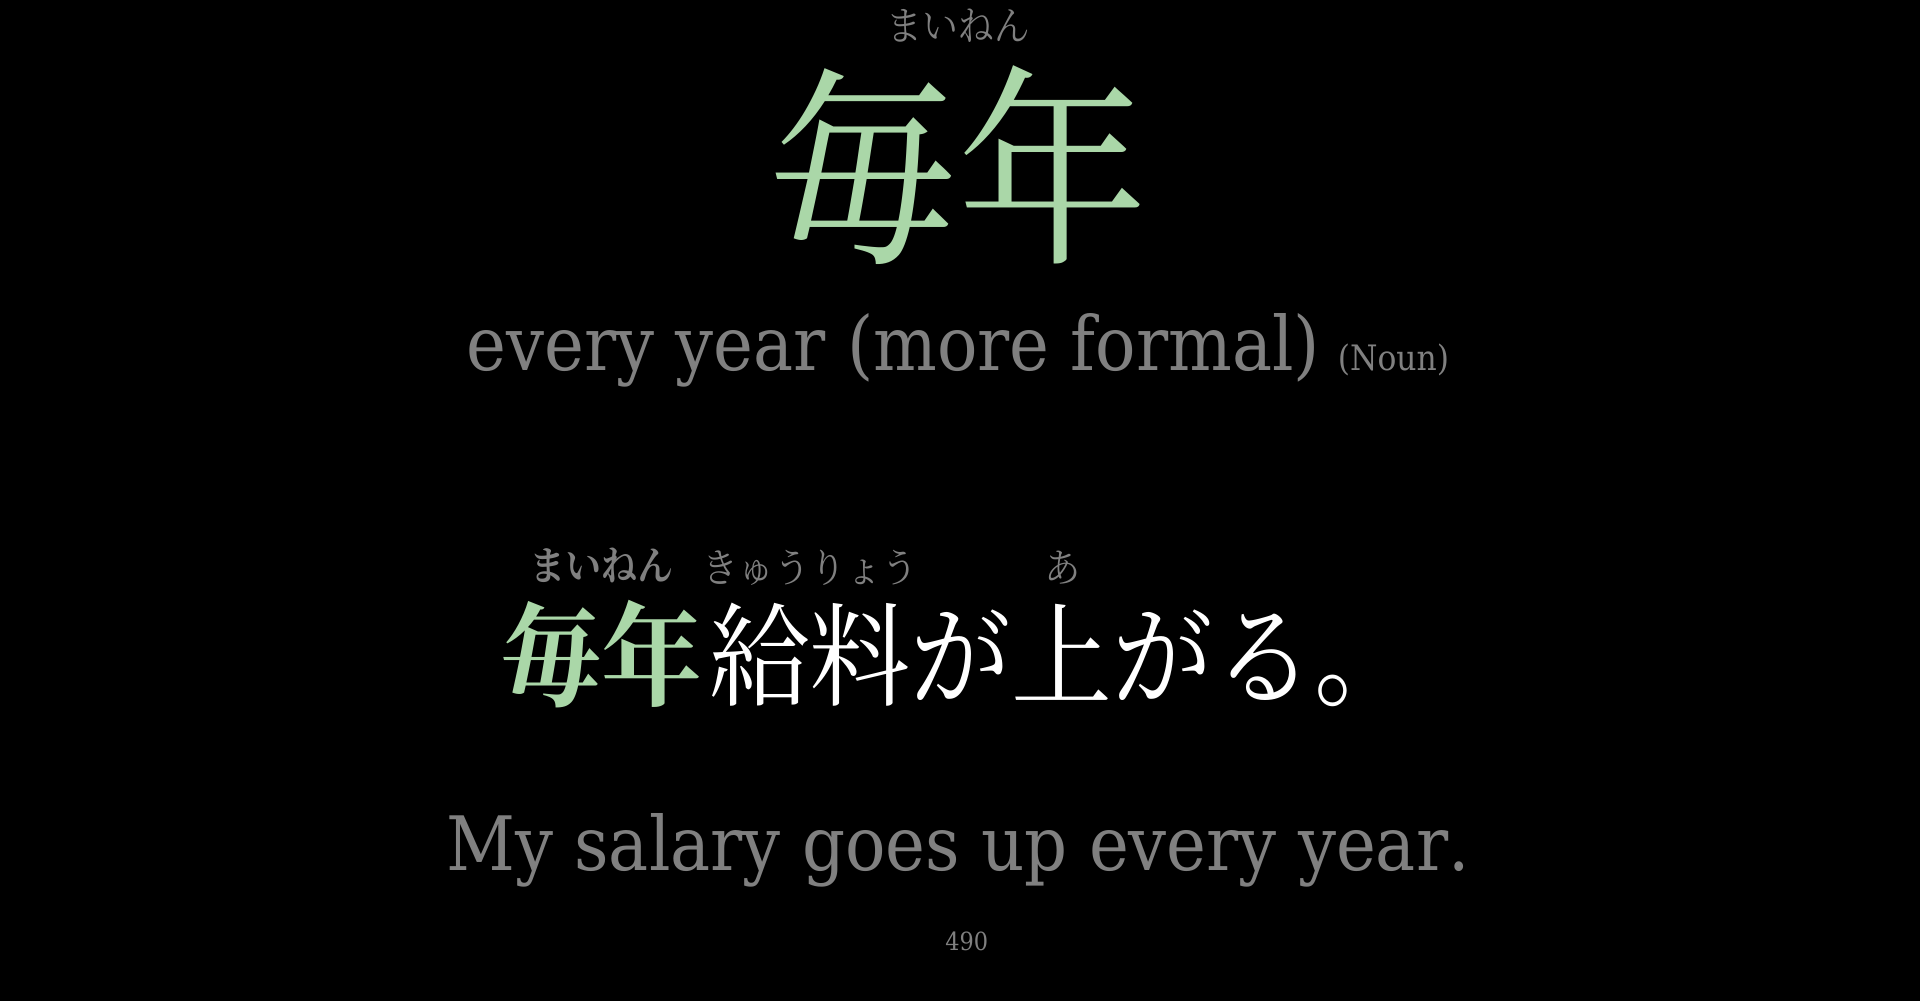 まいねん
毎年
every year (more formal) (Noun)
まいねん きゅうりょう あ
毎年給料が上がる。
My salary goes up every year.
490